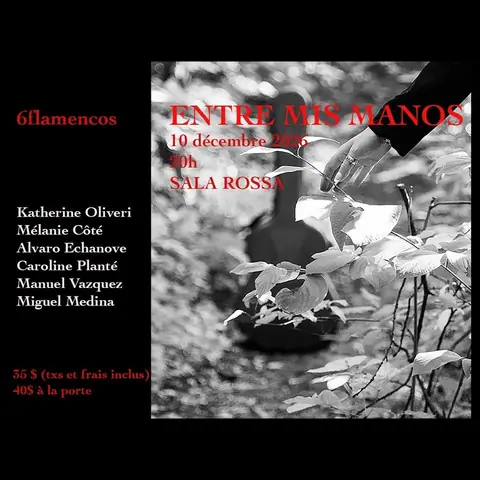 6flamencos
ENTRE MIS MANOS
10 décembre 2026
20h
SALA ROSSA
Katherine Oliveri
Mélanie Côté
Alvaro Echanove
Caroline Planté
Manuel Vazquez
Miguel Medina
35 $ (txs et frais inclus)
40$ à la porte